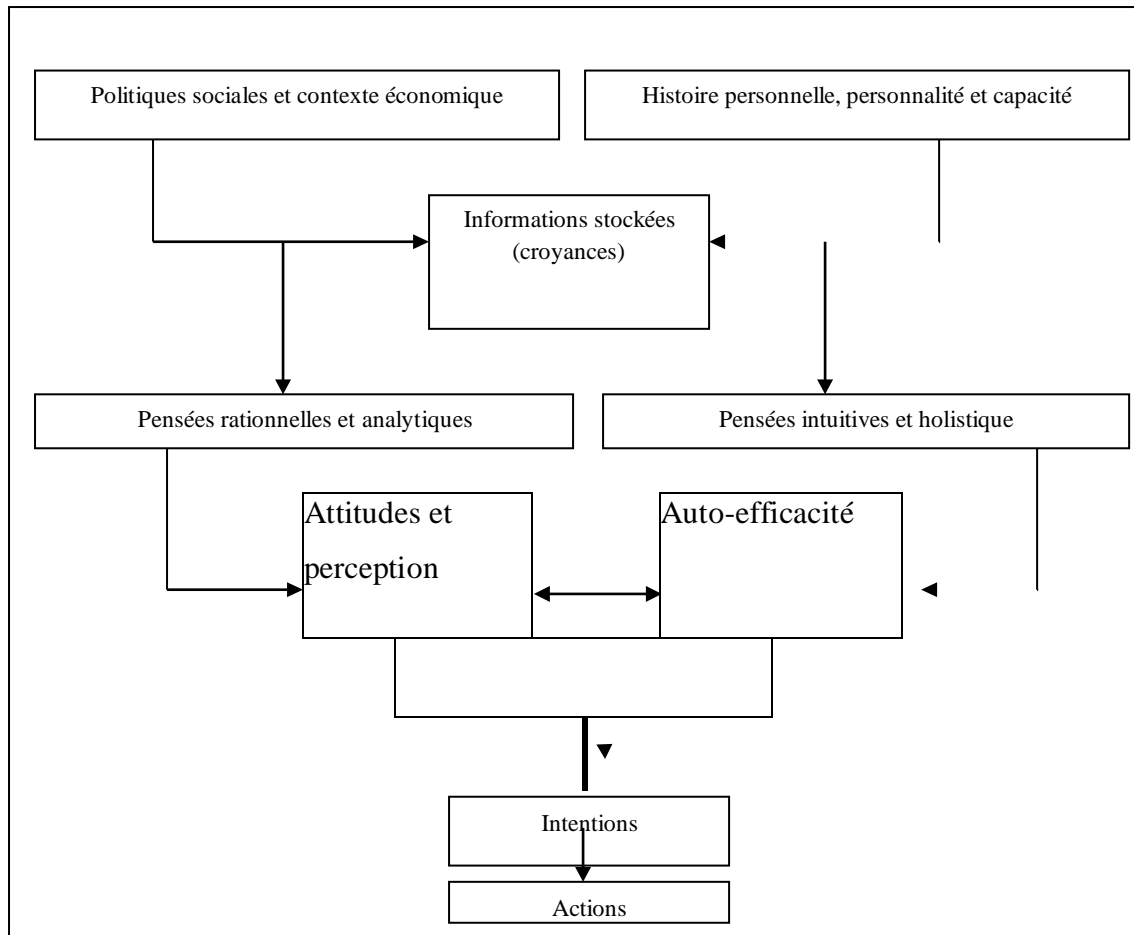 Politiques sociales et contexte économique
Histoire personnelle, personnalité et capacité
Informations stockées
(croyances)
Pensées rationnelles et analytiques
Pensées intuitives et holistique
Attitudes et
perception
Auto-efficacité
Intentions
Actions